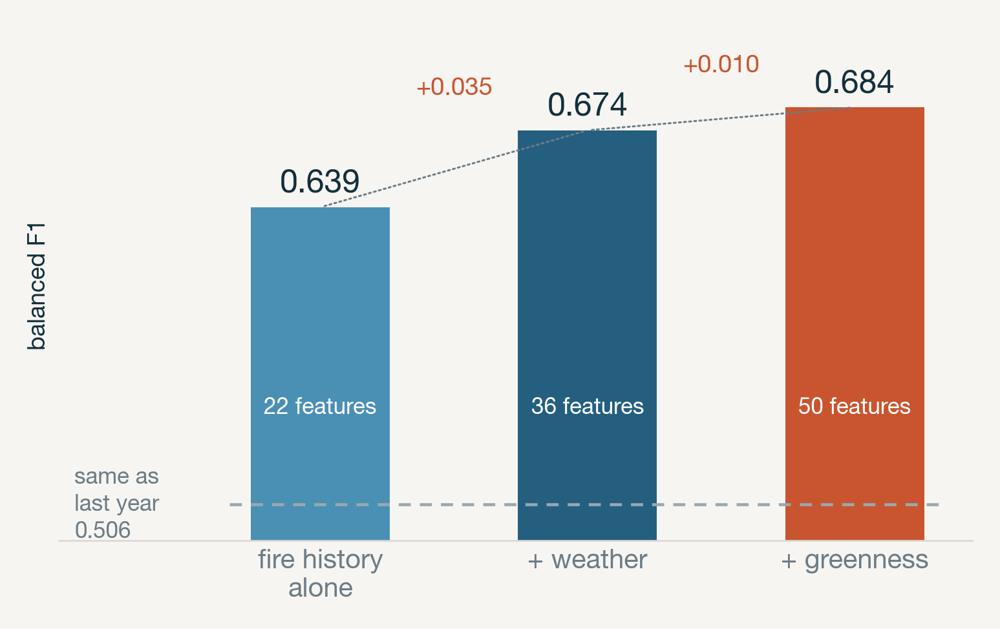 +0.010
+0.035
0.684
0.674
0.639
balanced F1
22 features
36 features
50 features
same as
last year
0.506
fire history
alone
+ weather
+ greenness